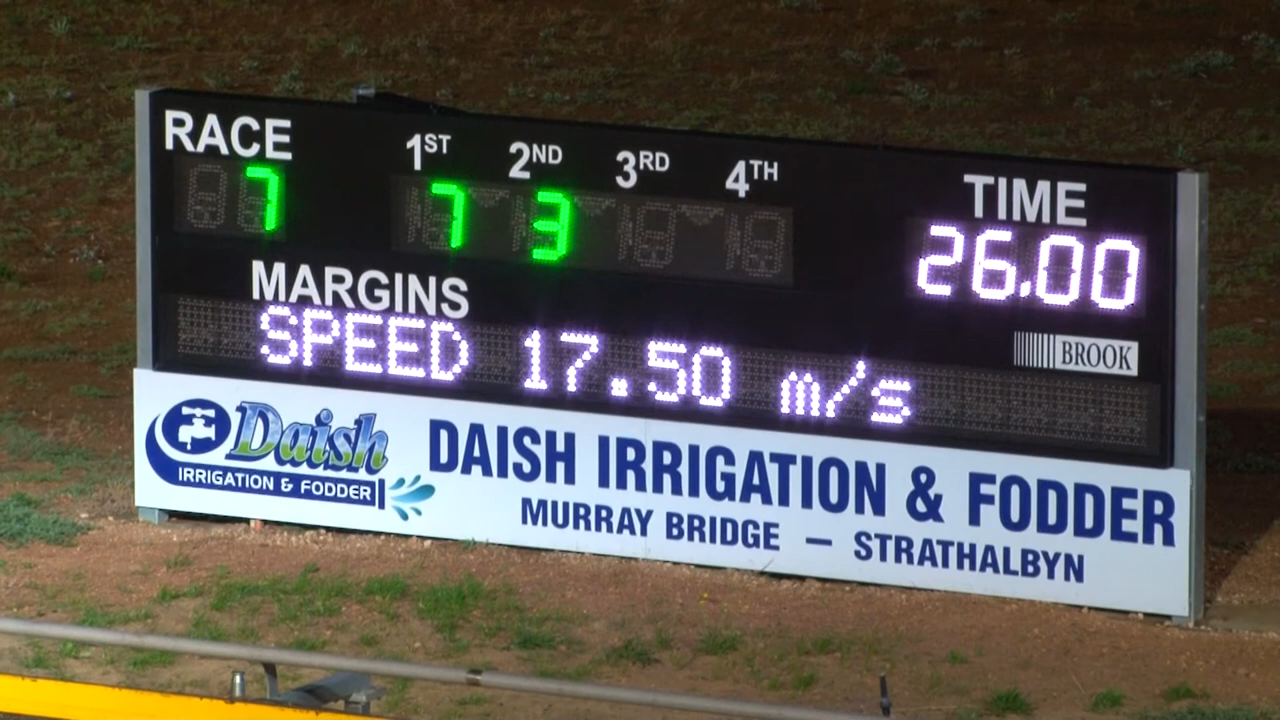 RACE 1ST 2ND 3RD 4TH TIME
7 7 3 26.00
MARGINS
SPEED 17.50 m/s
BROOK
Daish
IRRIGATION & FODDER
DAISH IRRIGATION & FODDER
MURRAY BRIDGE — STRATHALBYN